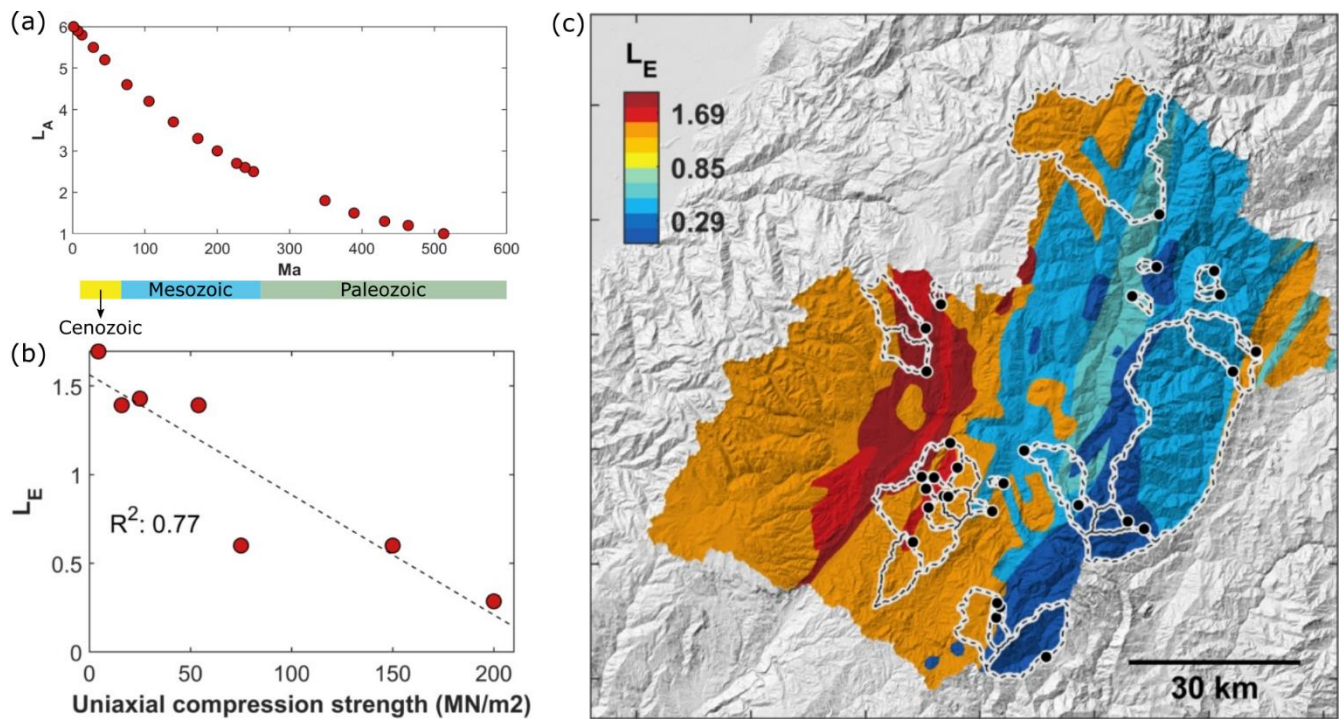 (a)
6
5
4
3
2
1
L_A
0 100 200 300 400 500 600
Ma
Mesozoic Paleozoic
Cenozoic
(b)
1.5
1
0.5
0
L_E
R²: 0.77
0 50 100 150 200
Uniaxial compression strength (MN/m2)
(c)
L_E
1.69
0.85
0.29
30 km